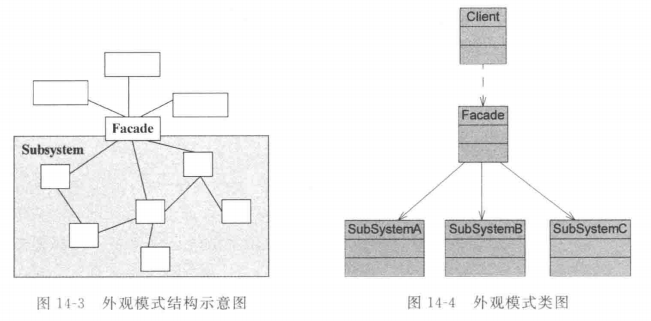 Facade
Subsystem
图 14-3 外观模式结构示意图
Client
Facade
SubSystemA
SubSystemB
SubSystemC
图 14-4 外观模式类图